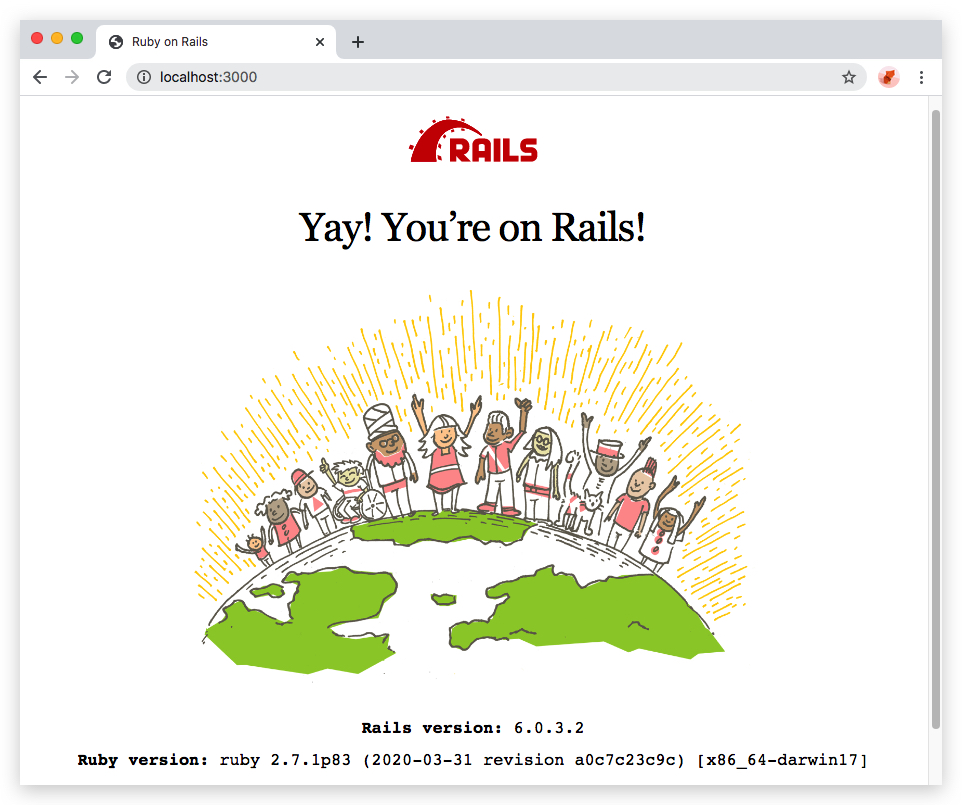 Ruby on Rails
localhost:3000
RAILS
Yay! You’re on Rails!
Rails version: 6.0.3.2
Ruby version: ruby 2.7.1p83 (2020-03-31 revision a0c7c23c9c) [x86_64-darwin17]